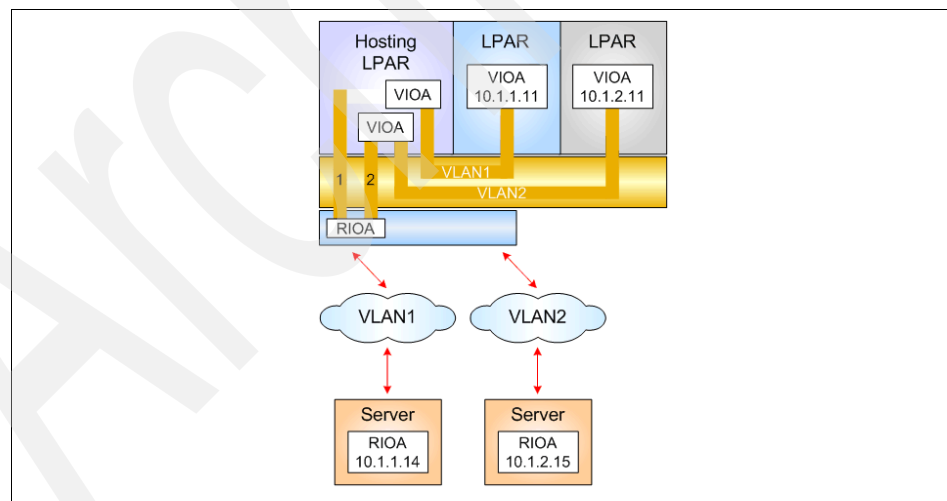 Hosting
LPAR
LPAR
LPAR
VIOA
VIOA
VIOA
10.1.1.11
VIOA
10.1.2.11
1
2
VLAN1
VLAN2
RIOA
VLAN1
VLAN2
Server
RIOA
10.1.1.14
Server
RIOA
10.1.2.15